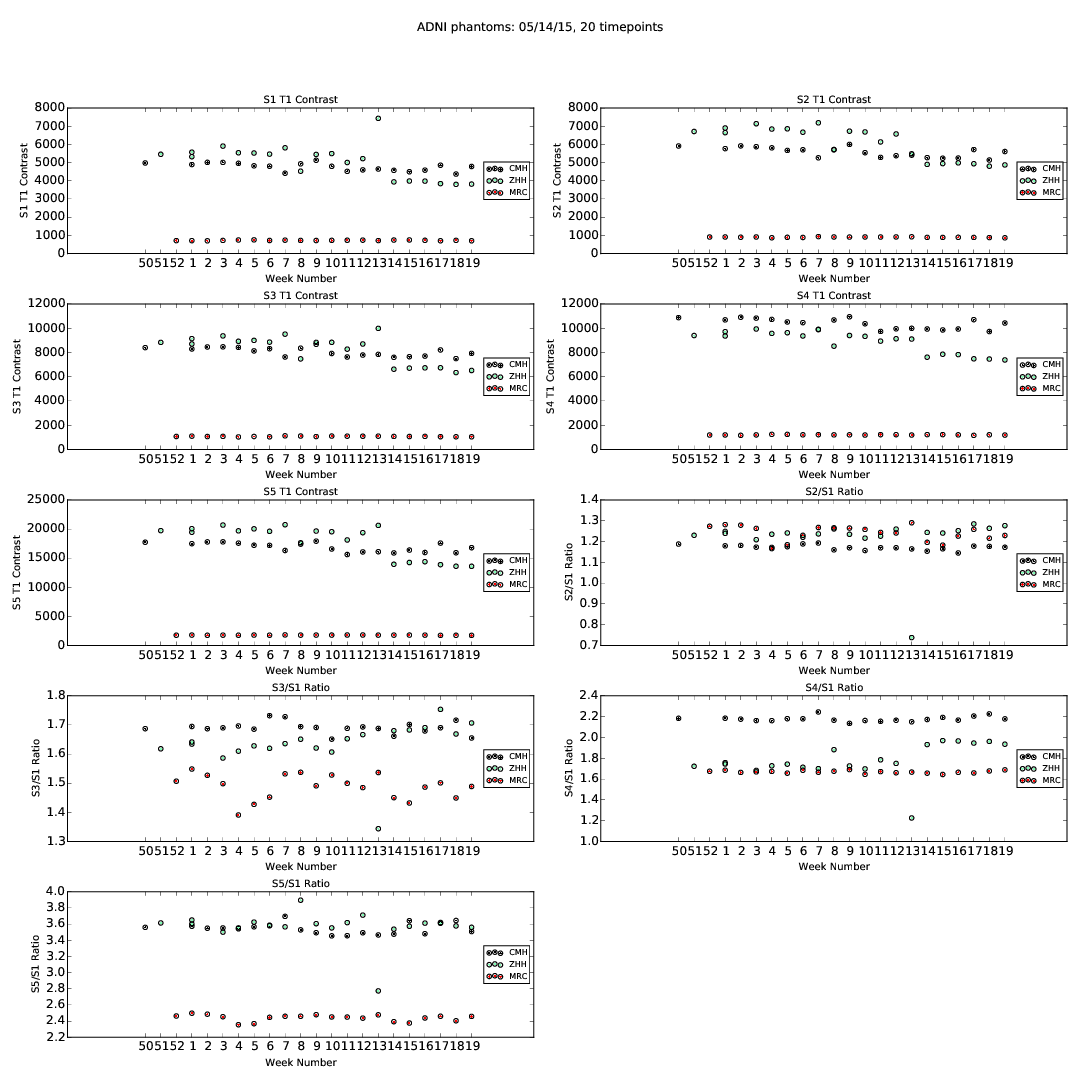 ADNI phantoms: 05/14/15, 20 timepoints
S1 T1 Contrast
8000
7000
6000
5000
4000
3000
2000
1000
0
S1 T1 Contrast
CMH
ZHH
MRC
50 51 52 1 2 3 4 5 6 7 8 9 10 11 12 13 14 15 16 17 18 19
Week Number
S2 T1 Contrast
8000
7000
6000
5000
4000
3000
2000
1000
0
S2 T1 Contrast
CMH
ZHH
MRC
50 51 52 1 2 3 4 5 6 7 8 9 10 11 12 13 14 15 16 17 18 19
Week Number
S3 T1 Contrast
12000
10000
8000
6000
4000
2000
0
S3 T1 Contrast
CMH
ZHH
MRC
50 51 52 1 2 3 4 5 6 7 8 9 10 11 12 13 14 15 16 17 18 19
Week Number
S4 T1 Contrast
12000
10000
8000
6000
4000
2000
0
S4 T1 Contrast
CMH
ZHH
MRC
50 51 52 1 2 3 4 5 6 7 8 9 10 11 12 13 14 15 16 17 18 19
Week Number
S5 T1 Contrast
25000
20000
15000
10000
5000
0
S5 T1 Contrast
CMH
ZHH
MRC
50 51 52 1 2 3 4 5 6 7 8 9 10 11 12 13 14 15 16 17 18 19
Week Number
S2/S1 Ratio
1.4
1.3
1.2
1.1
1.0
0.9
0.8
0.7
S2/S1 Ratio
CMH
ZHH
MRC
50 51 52 1 2 3 4 5 6 7 8 9 10 11 12 13 14 15 16 17 18 19
Week Number
S3/S1 Ratio
1.8
1.7
1.6
1.5
1.4
1.3
S3/S1 Ratio
CMH
ZHH
MRC
50 51 52 1 2 3 4 5 6 7 8 9 10 11 12 13 14 15 16 17 18 19
Week Number
S4/S1 Ratio
2.4
2.2
2.0
1.8
1.6
1.4
1.2
1.0
S4/S1 Ratio
CMH
ZHH
MRC
50 51 52 1 2 3 4 5 6 7 8 9 10 11 12 13 14 15 16 17 18 19
Week Number
S5/S1 Ratio
4.0
3.8
3.6
3.4
3.2
3.0
2.8
2.6
2.4
2.2
S5/S1 Ratio
CMH
ZHH
MRC
50 51 52 1 2 3 4 5 6 7 8 9 10 11 12 13 14 15 16 17 18 19
Week Number